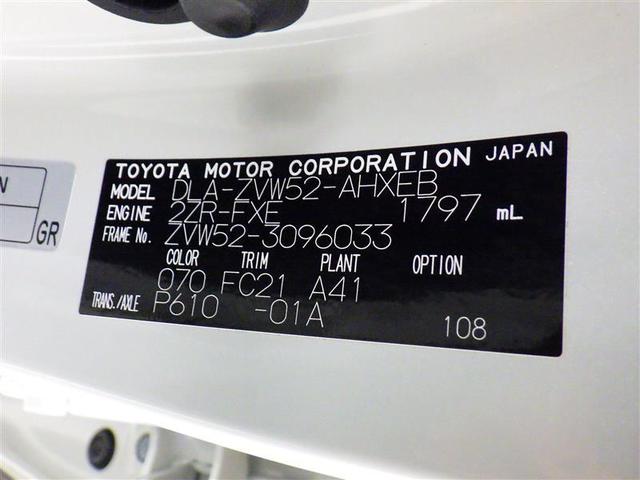 TOYOTA MOTOR CORPORATION JAPAN
MODEL DLA-ZVW52-AHXEB
ENGINE 2ZR-FXE 1797 mL
FRAME No. ZVW52-3096033
COLOR TRIM PLANT OPTION
070 FC21 A41
TRANS./AXLE P610 -01A
108
N
GR